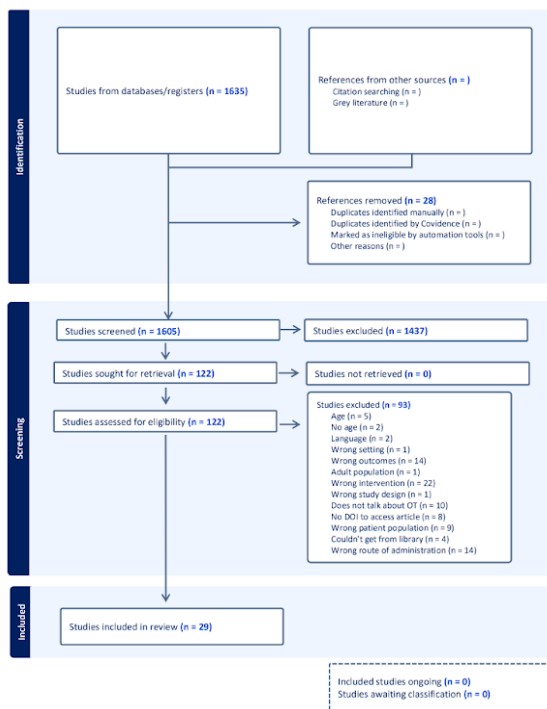 Identification
Studies from databases/registers (n = 1635)
References from other sources (n = )
Citation searching (n = )
Grey literature (n = )
References removed (n = 28)
Duplicates identified manually (n = )
Duplicates identified by Covidence (n = )
Marked as ineligible by automation tools (n = )
Other reasons (n = )
Screening
Studies screened (n = 1605)
Studies excluded (n = 1437)
Studies sought for retrieval (n = 122)
Studies not retrieved (n = 0)
Studies assessed for eligibility (n = 122)
Studies excluded (n = 93)
Age (n = 5)
No age (n = 2)
Language (n = 2)
Wrong setting (n = 1)
Wrong outcomes (n = 14)
Adult population (n = 1)
Wrong intervention (n = 22)
Wrong study design (n = 1)
Does not talk about OT (n = 10)
No DOI to access article (n = 8)
Wrong patient population (n = 9)
Couldn't get from library (n = 4)
Wrong route of administration (n = 14)
Included
Studies included in review (n = 29)
Included studies ongoing (n = 0)
Studies awaiting classification (n = 0)